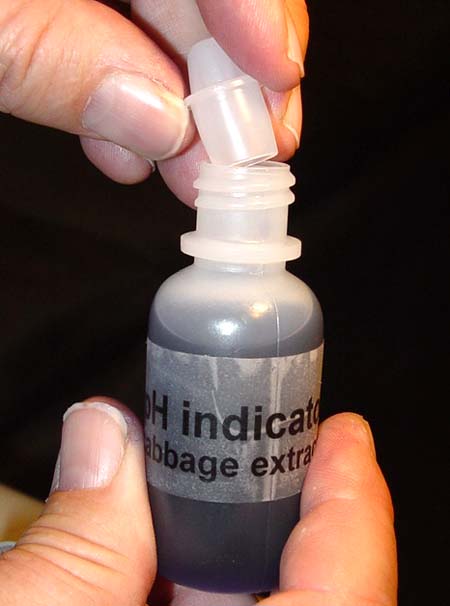 pH indicato
abbage extrac